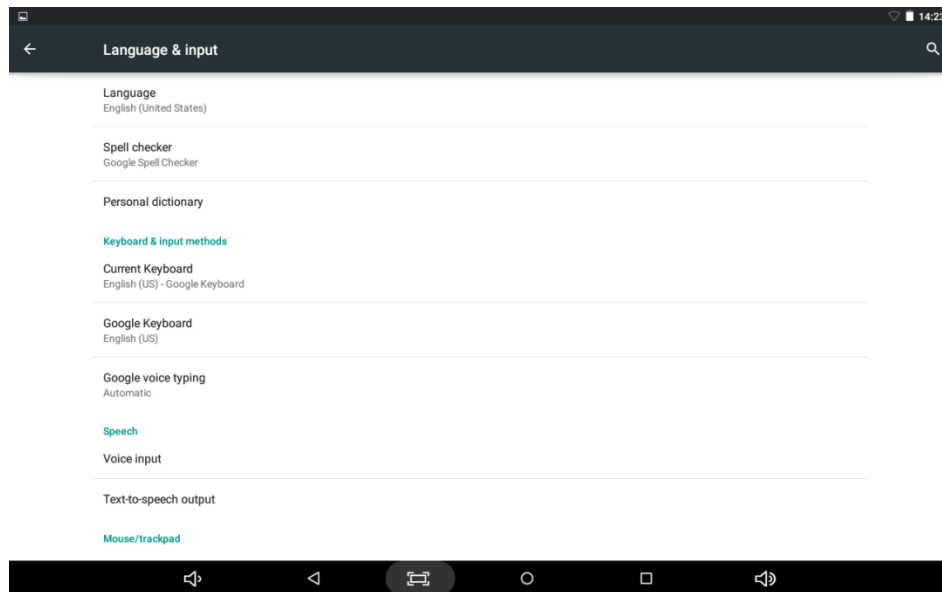 14:23
Language & input
Language
English (United States)
Spell checker
Google Spell Checker
Personal dictionary
Keyboard & input methods
Current Keyboard
English (US) - Google Keyboard
Google Keyboard
English (US)
Google voice typing
Automatic
Speech
Voice input
Text-to-speech output
Mouse/trackpad